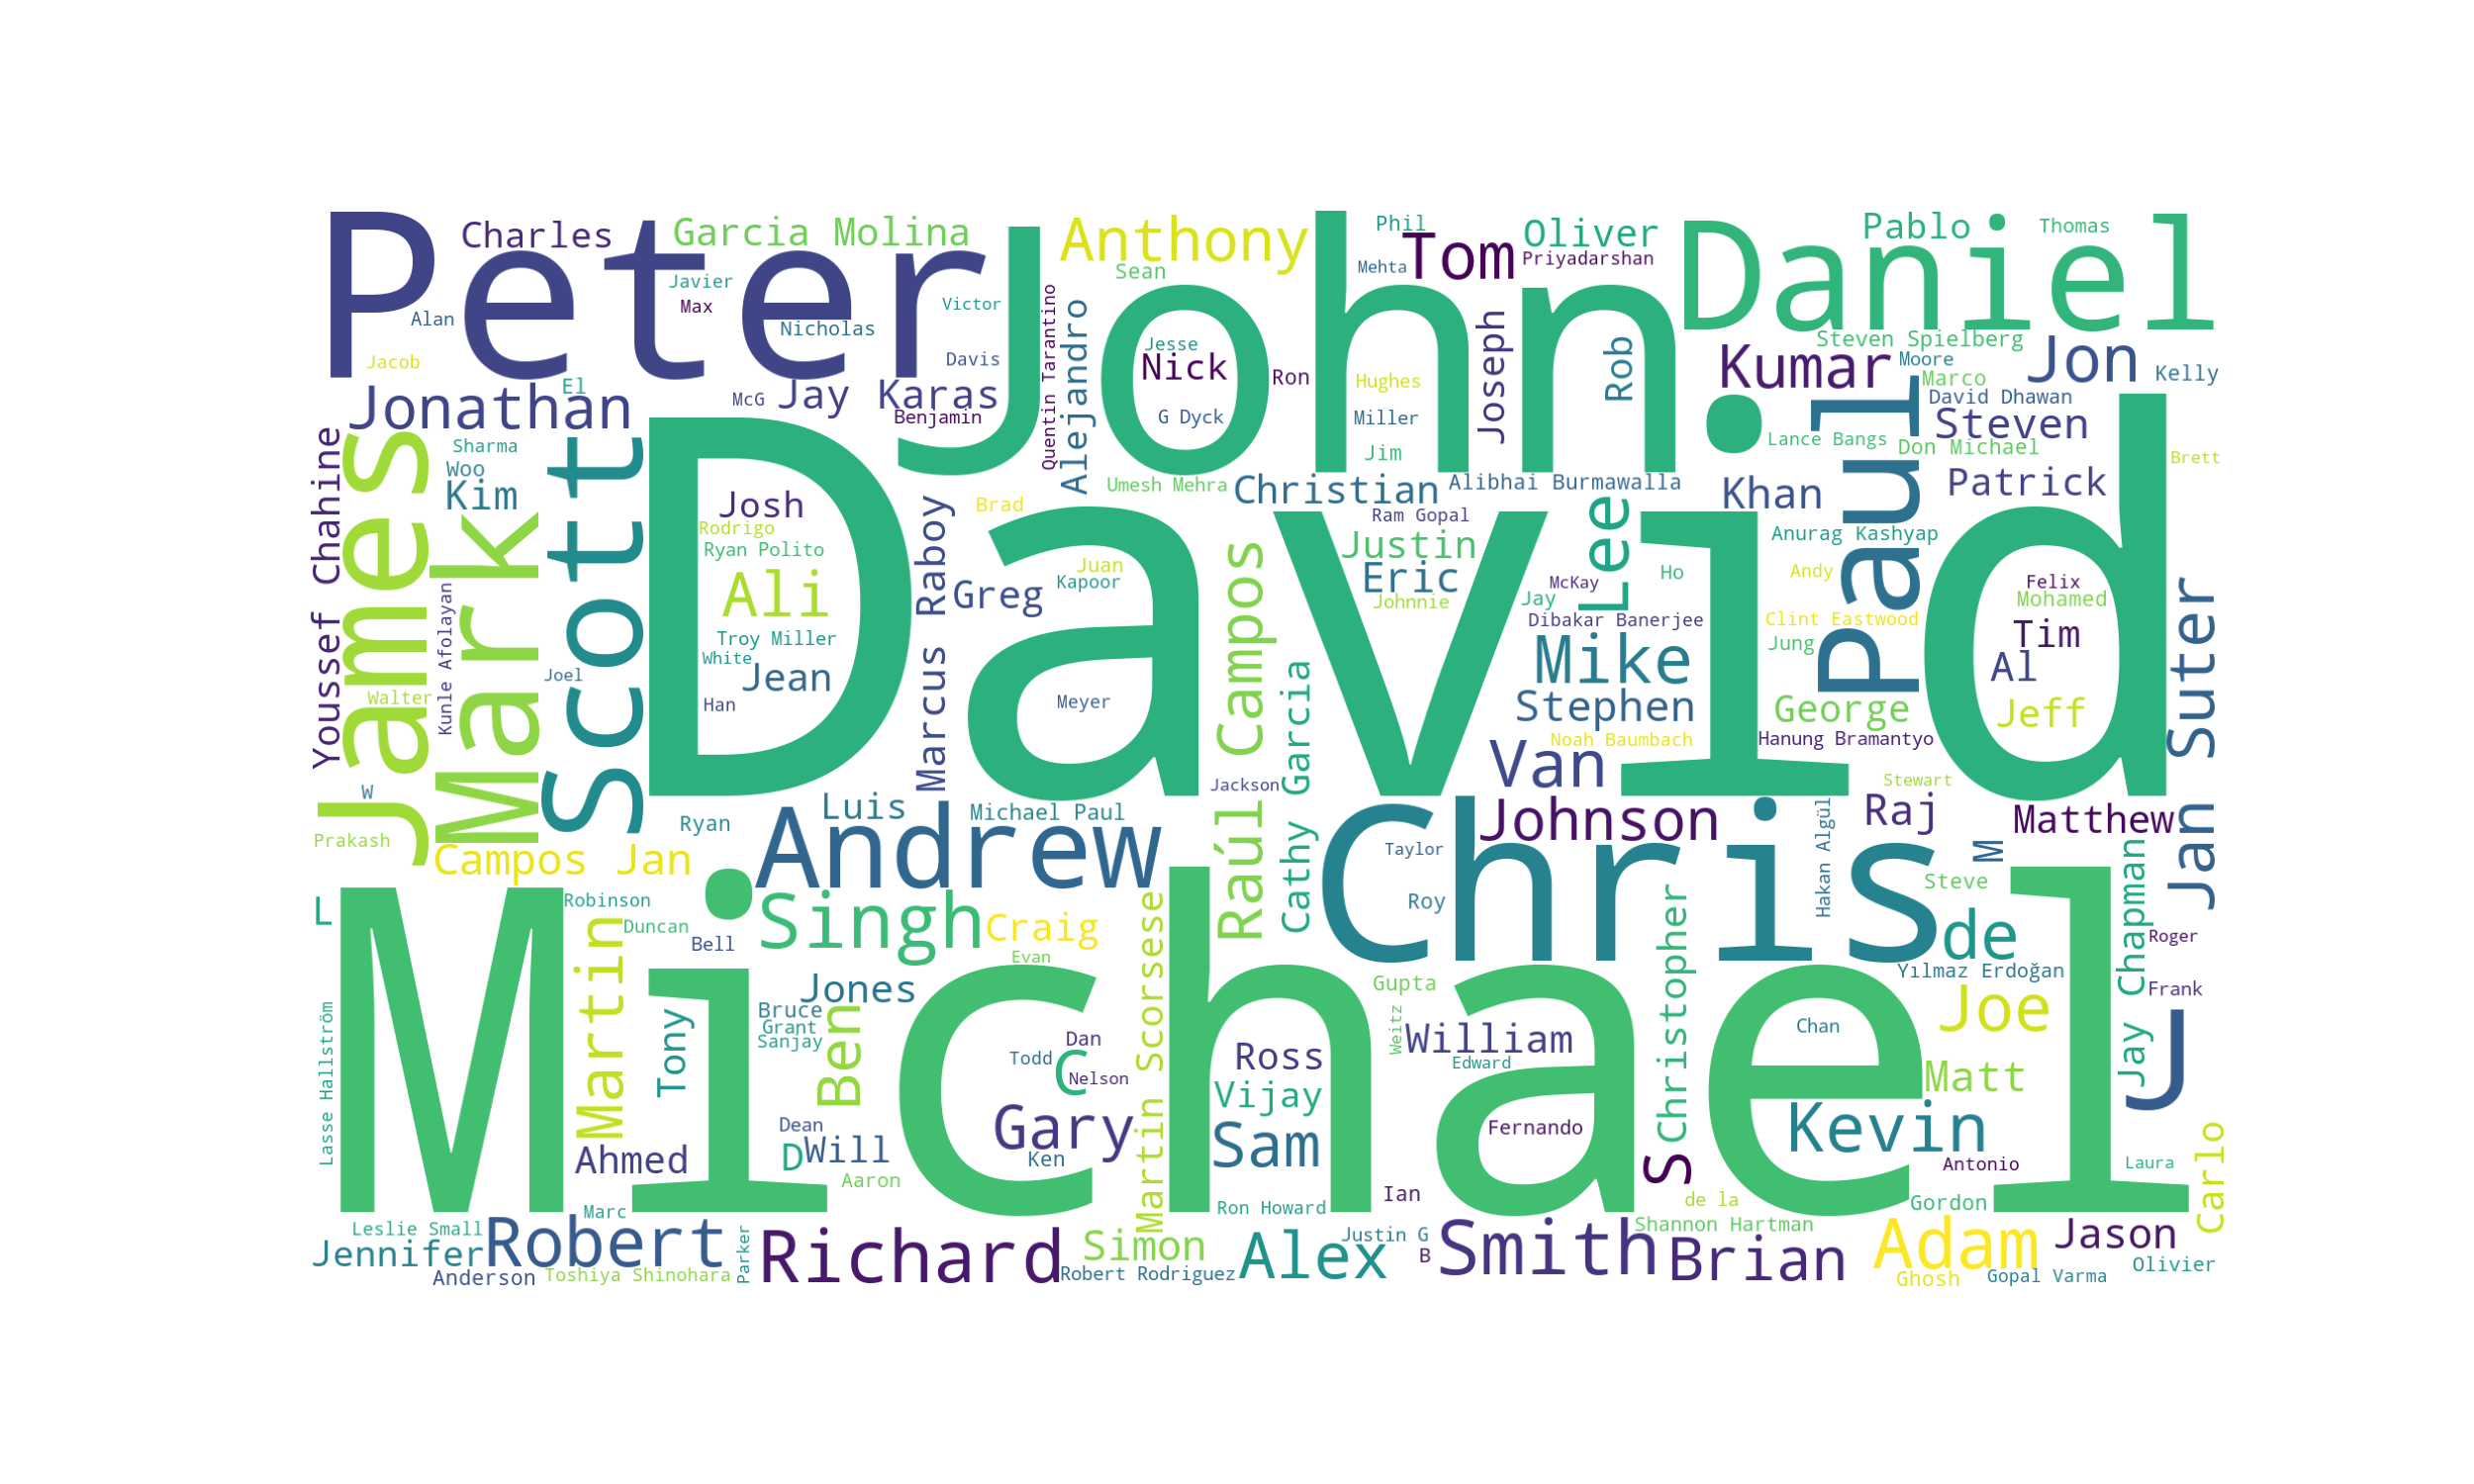 Peter
Charles
Garcia Molina
Anthony
Phil
Tom
Oliver
Daniel
Pablo
Thomas
John
Sean
Mehta
Priyadarshan
Javier
Max
Alan
Nicholas
Victor
Quentin Tarantino
Alejandro
Jesse
Nick
Ron
Hughes
Joseph
Rob
Steven Spielberg
Kumar
Moore
Jon
Kelly
Marco
Jacob
El
Davis
McG
Jay Karas
Benjamin
G Dyck
Miller
Jim
David Dhawan
Steven
Lance Bangs
Don Michael
Brett
Jonathan
Youssef Chahine
James
Sharma
Woo
Kim
Mark
Scott
David
Josh
Rodrigo
Ryan Polito
Ali
Troy Miller
White
Jean
Han
Marcus Raboy
Brad
Greg
Juan
Kapoor
Meyer
Umesh Mehra
Christian
Alibhai Burmawalla
Ram Gopal
Justin
Eric
Johnnie
McKay
Jay
Lee
Ho
Khan
Paul
Patrick
Anurag Kashyap
Andy
Clint Eastwood
Jung
Felix
Mohamed
Tim
Al
Jeff
Jan Suter
Dibakar Banerjee
Mike
Stephen
George
Noah Baumbach
Hanung Bramantyo
Van
Raúl Campos
Cathy Garcia
Jackson
Kunle Afolayan
Walter
Joel
W
Prakash
Campos Jan
Ryan
Luis
Michael Paul
Andrew
Johnson
Chris
Taylor
Roy
Hakan Algül
Raj
Stewart
Matthew
M
Steve
L
Robinson
Duncan
Bell
Singh
Craig
Evan
Martin Scorsese
Christopher
de
Jay Chapman
Roger
Yılmaz Erdoğan
Frank
Michael
Martin
Tony
Jones
Bruce
Grant
Sanjay
Ben
Dan
Todd
C
Nelson
Gary
Ross
Vijay
Sam
Gupta
Weitz
William
Edward
Fernando
Chan
Joe
Matt
J
Kevin
Lasse Hallström
Ahmed
Dean
D
Will
Ken
Aaron
S
Antonio
Laura
Carlo
Marc
Leslie Small
Jennifer
Robert
Anderson
Toshiya Shinohara
Parker
Richard
Simon
Ron Howard
Robert Rodriguez
Alex
Ian
Justin G
B
Smith
de la
Shannon Hartman
Brian
Gordon
Adam
Ghosh
Jason
Gopal Varma
Olivier